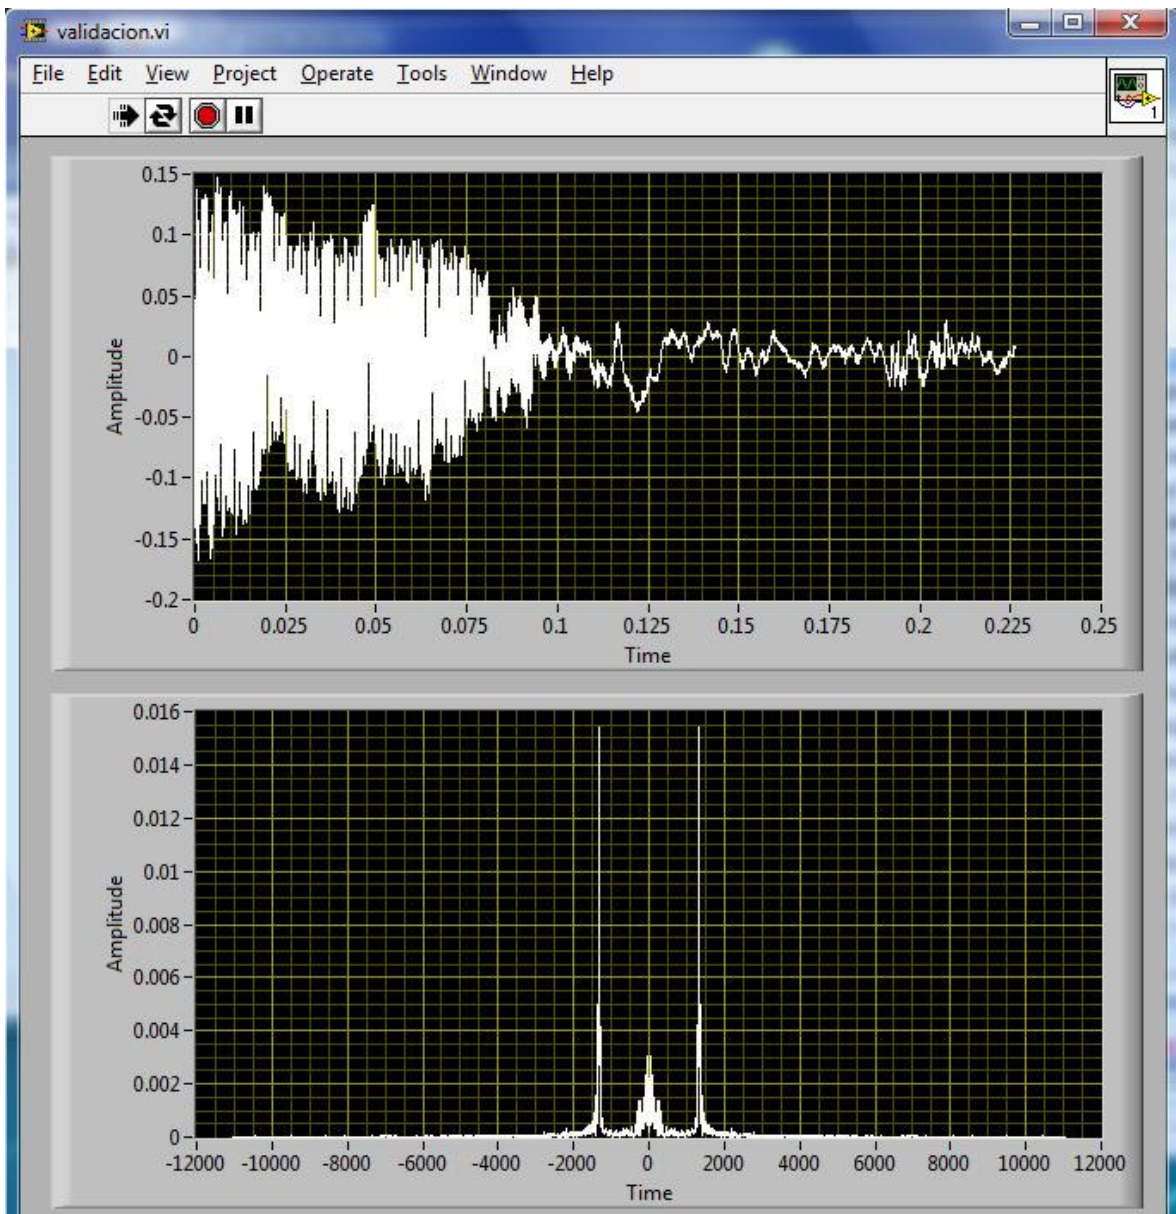 validacion.vi
File Edit View Project Operate Tools Window Help
1
0.15
0.1
0.05
0
-0.05
-0.1
-0.15
-0.2
Amplitude
0 0.025 0.05 0.075 0.1 0.125 0.15 0.175 0.2 0.225 0.25
Time
0.016
0.014
0.012
0.01
0.008
0.006
0.004
0.002
0
Amplitude
-12000 -10000 -8000 -6000 -4000 -2000 0 2000 4000 6000 8000 10000 12000
Time